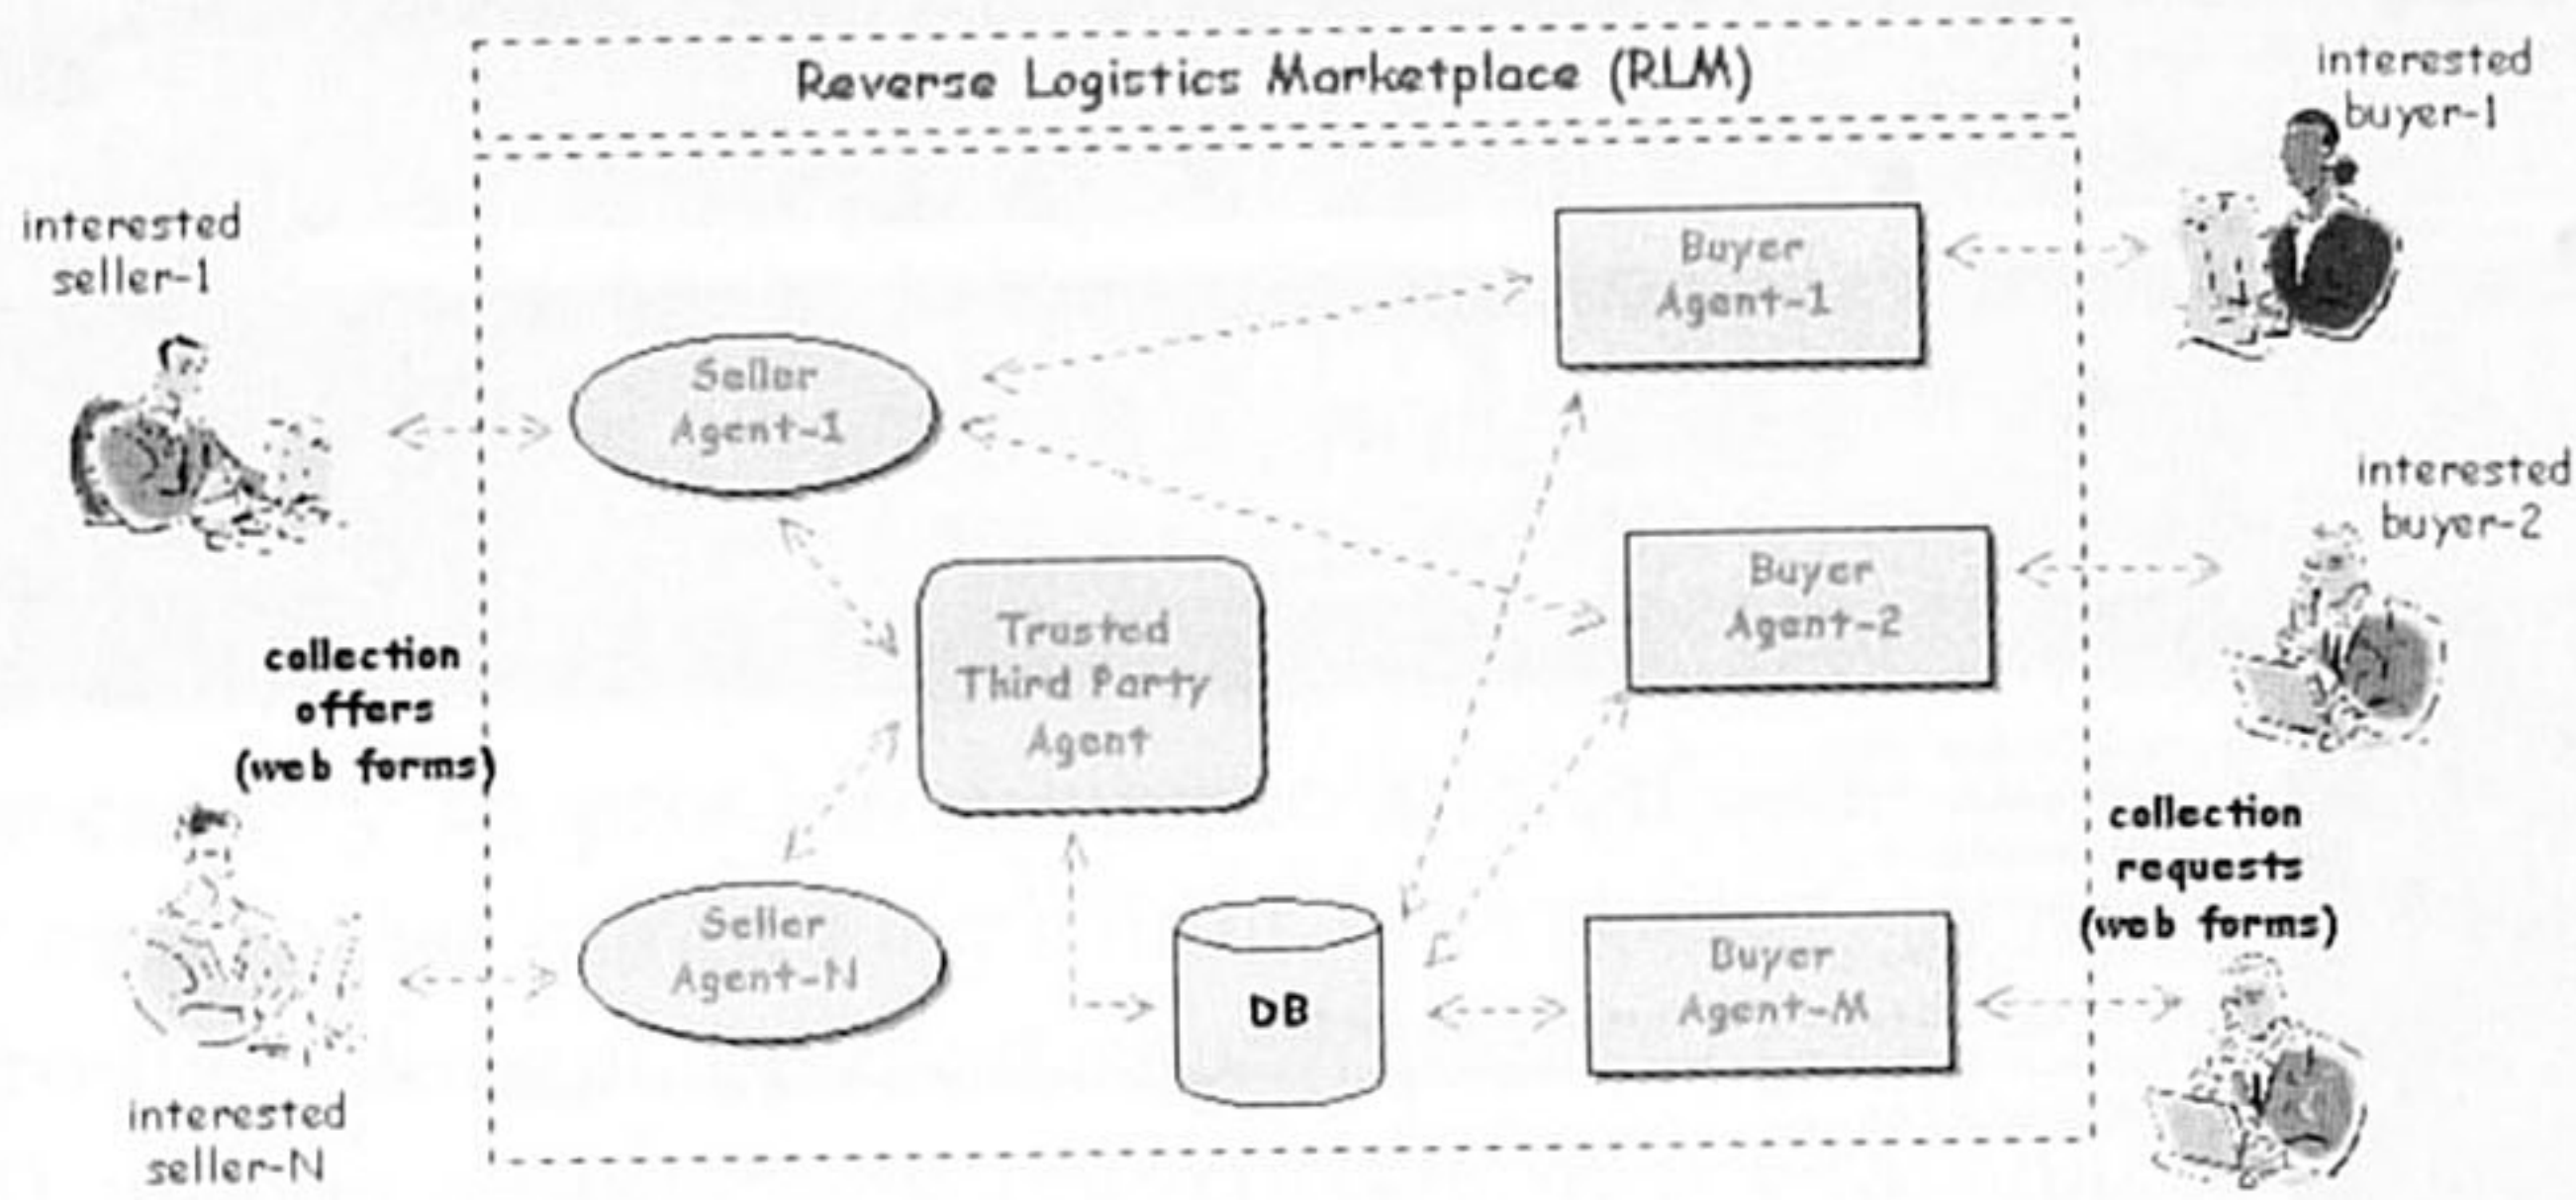 Reverse Logistics Marketplace (RLM)
interested
buyer-1
interested
seller-1
Buyer
Agent-1
Seller
Agent-1
interested
buyer-2
Buyer
Agent-2
Trusted
Third Party
Agent
collection
offers
(web forms)
collection
requests
(web forms)
Seller
Agent-N
DB
Buyer
Agent-M
interested
seller-N